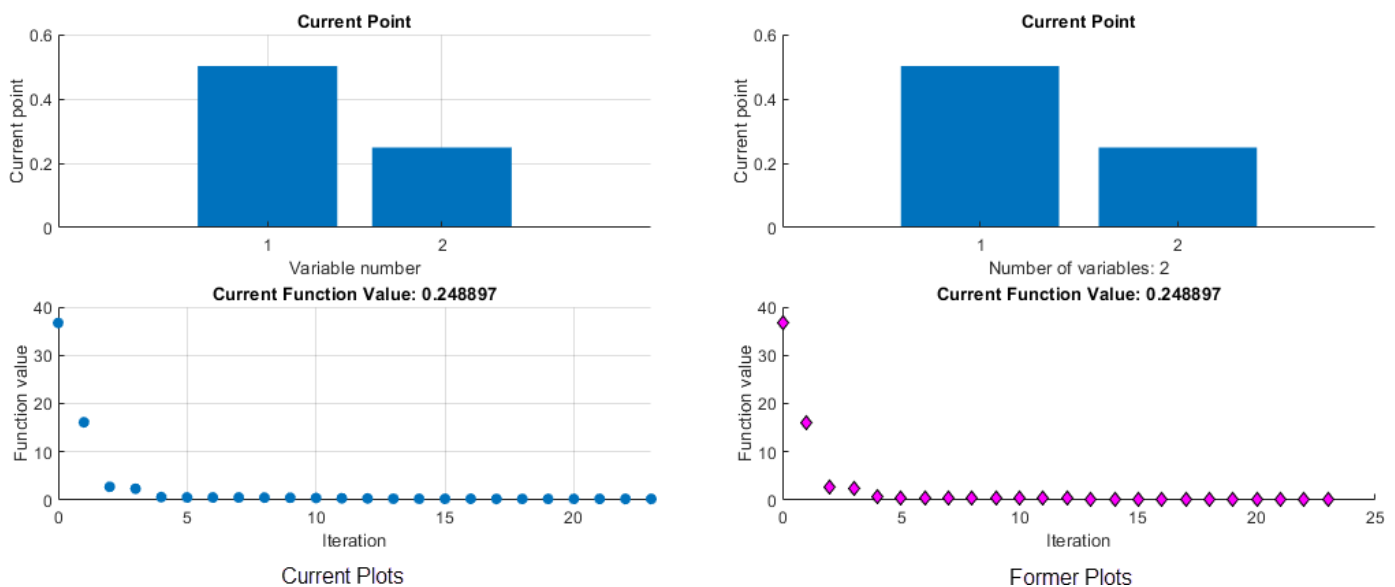 Current Point
0.6
0.4
0.2
0
Current point
1 2
Variable number
Current Function Value: 0.248897
40
30
20
10
0
Function value
0 5 10 15 20
Iteration
Current Plots
Current Point
0.6
0.4
0.2
0
Current point
1 2
Number of variables: 2
Current Function Value: 0.248897
40
30
20
10
0
Function value
0 5 10 15 20 25
Iteration
Former Plots